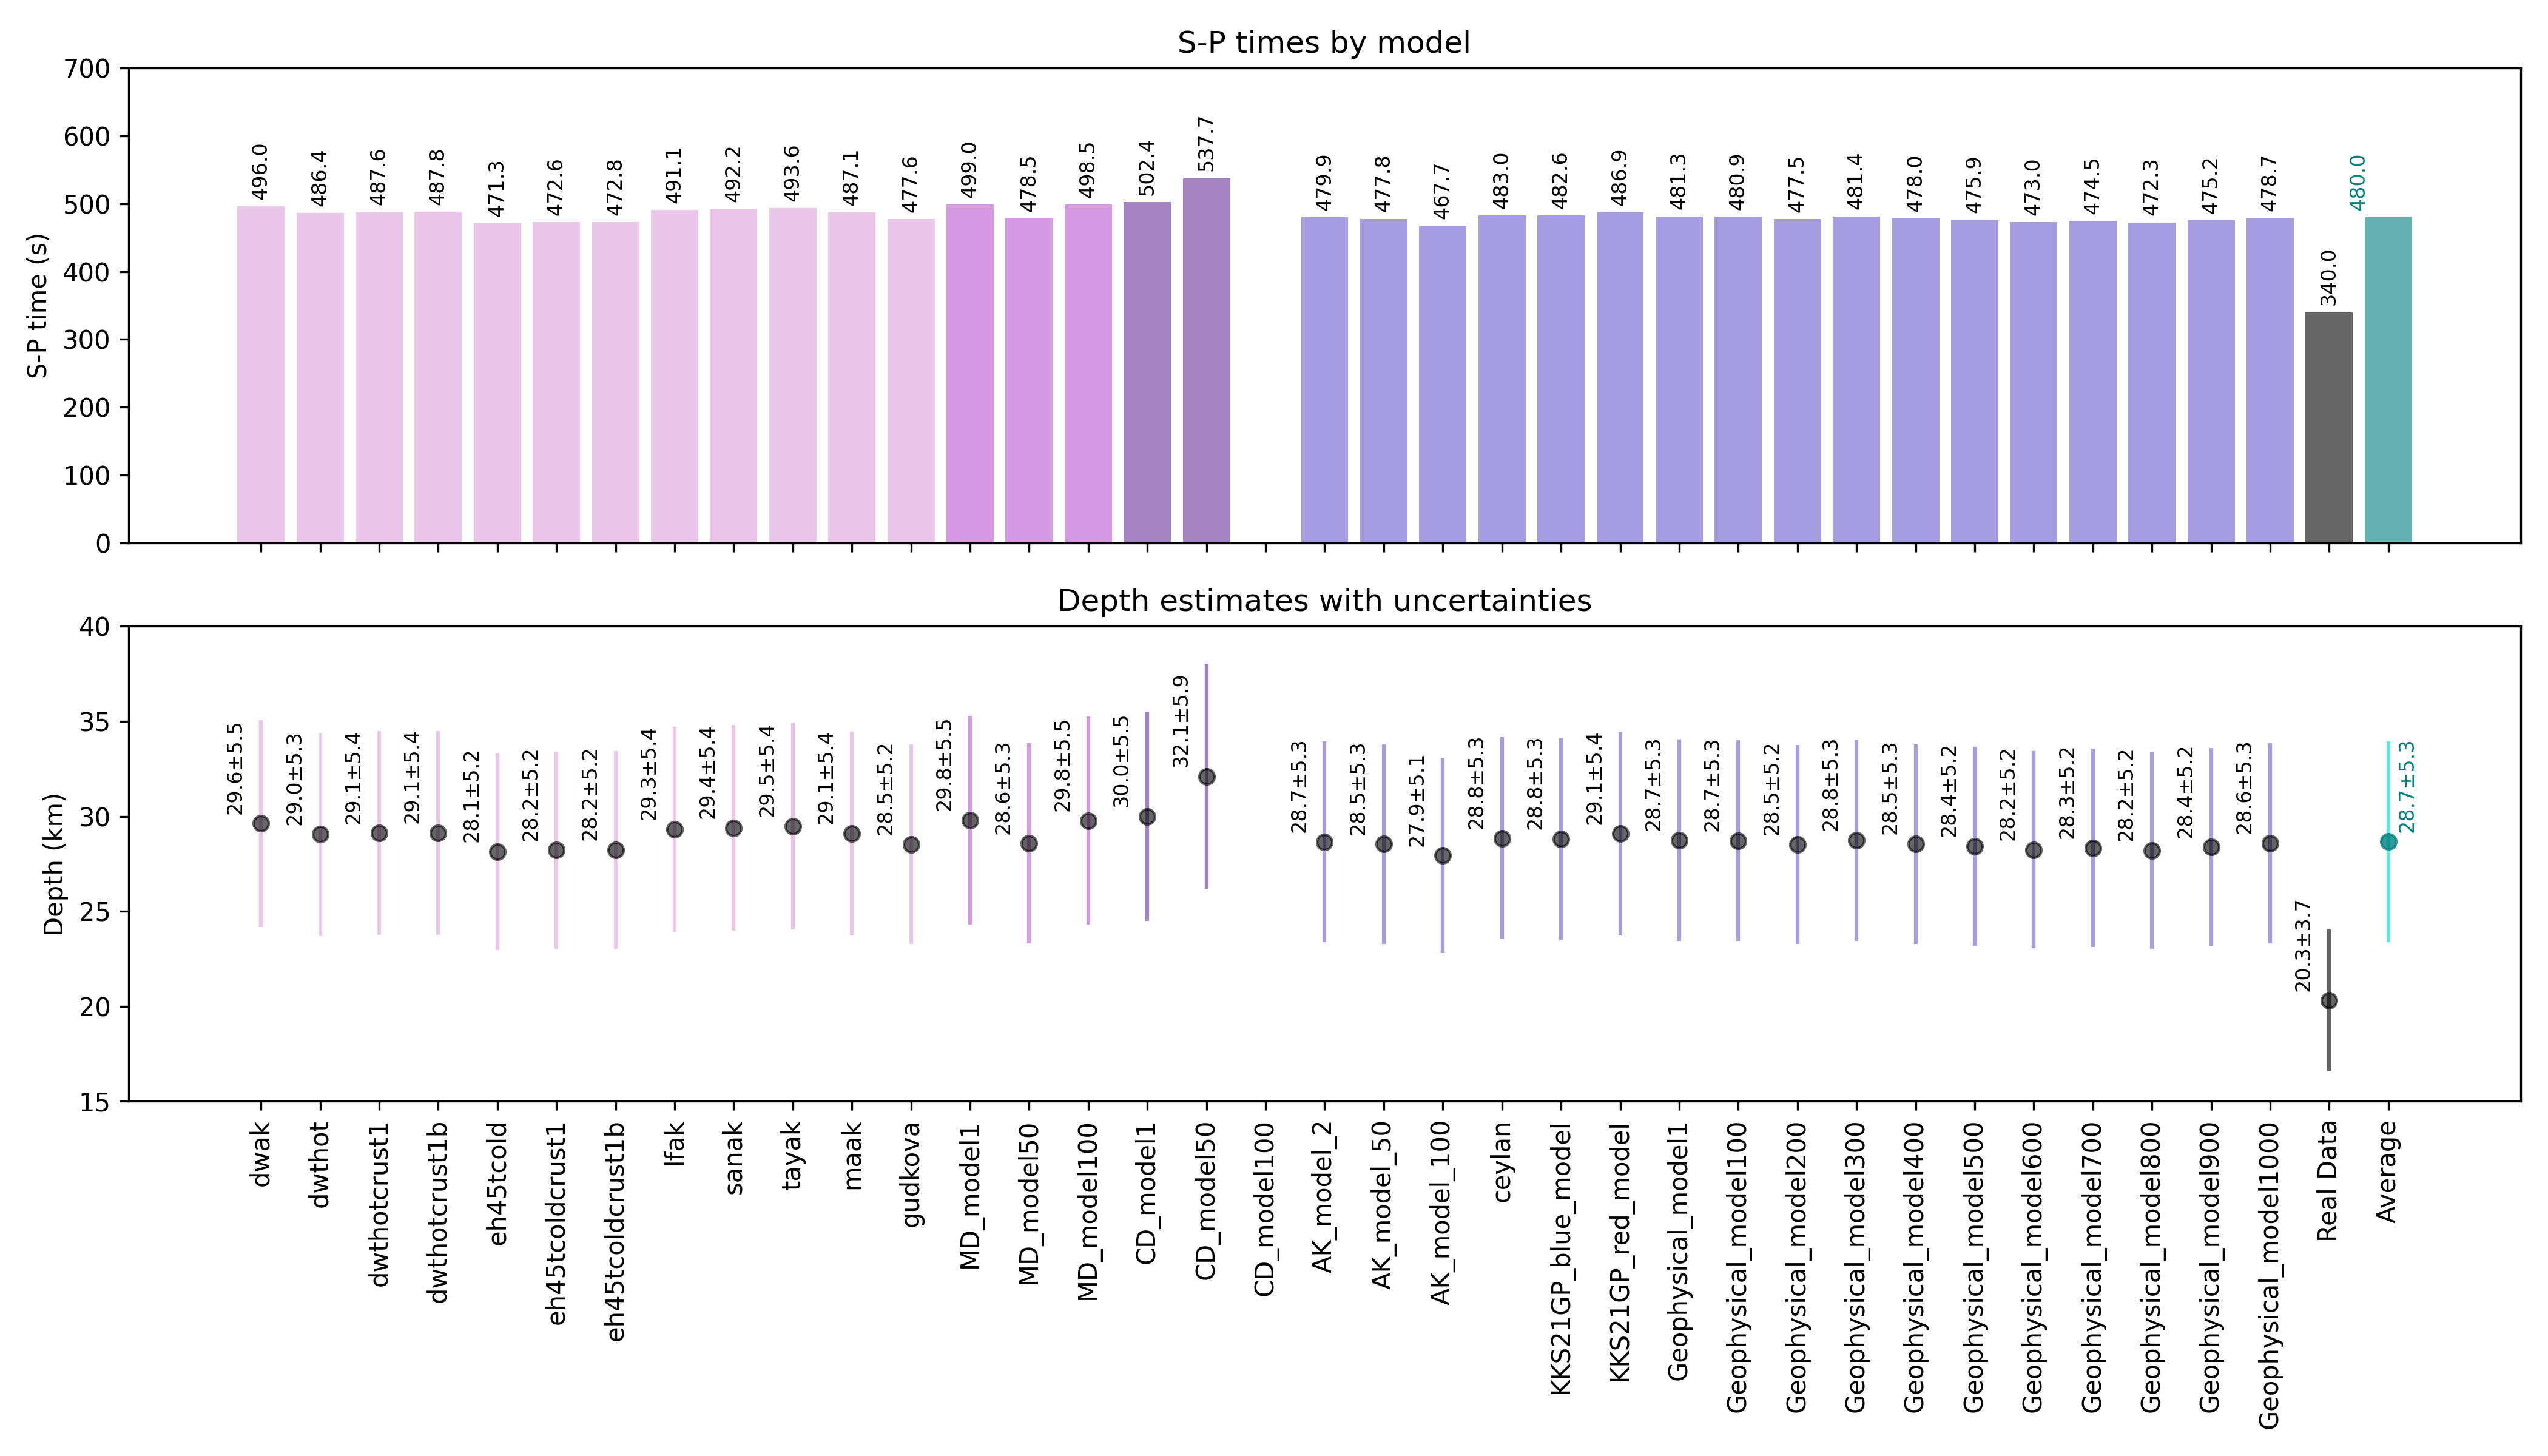 S-P times by model
S-P time (s)
700
600
500
400
300
200
100
0
496.0
486.4
487.6
487.8
471.3
472.6
472.8
491.1
492.2
493.6
487.1
477.6
499.0
478.5
498.5
502.4
537.7
479.9
477.8
467.7
483.0
482.6
486.9
481.3
480.9
477.5
481.4
478.0
475.9
473.0
474.5
472.3
475.2
478.7
340.0
480.0
Depth estimates with uncertainties
Depth (km)
40
35
30
25
20
15
29.6±5.5
29.0±5.3
29.1±5.4
29.1±5.4
28.1±5.2
28.2±5.2
28.2±5.2
29.3±5.4
29.4±5.4
29.5±5.4
29.1±5.4
28.5±5.2
29.8±5.5
28.6±5.3
29.8±5.5
30.0±5.5
32.1±5.9
28.7±5.3
28.5±5.3
27.9±5.1
28.8±5.3
28.8±5.3
29.1±5.4
28.7±5.3
28.7±5.3
28.5±5.2
28.8±5.3
28.5±5.3
28.4±5.2
28.2±5.2
28.3±5.2
28.2±5.2
28.4±5.2
28.6±5.3
20.3±3.7
28.7±5.3
dwak
dwthot
dwthotcrust1
dwthotcrust1b
eh45tcold
eh45tcoldcrust1
eh45tcoldcrust1b
lfak
sanak
tayak
maak
gudkova
MD_model1
MD_model50
MD_model100
CD_model1
CD_model50
CD_model100
AK_model_2
AK_model_50
AK_model_100
ceylan
KKS21GP_blue_model
KKS21GP_red_model
Geophysical_model1
Geophysical_model100
Geophysical_model200
Geophysical_model300
Geophysical_model400
Geophysical_model500
Geophysical_model600
Geophysical_model700
Geophysical_model800
Geophysical_model900
Geophysical_model1000
Real Data
Average